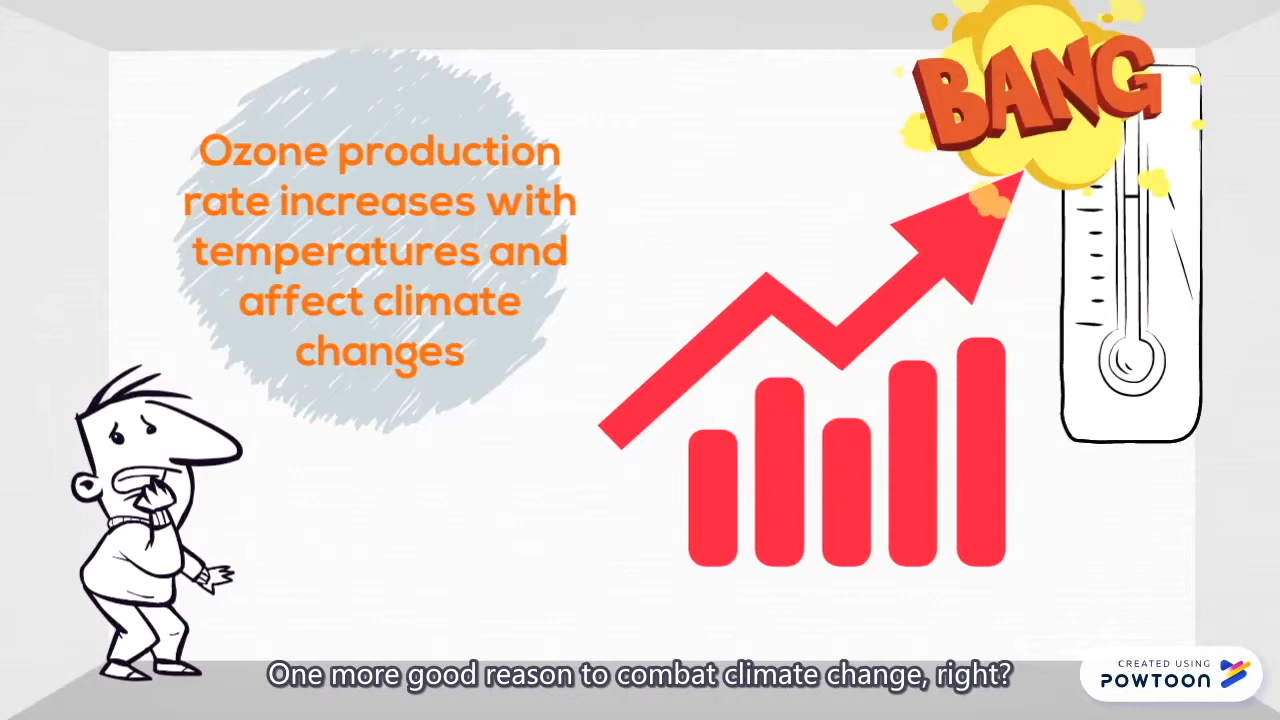 BANG
Ozone production
rate increases with
temperatures and
affect climate
changes
One more good reason to combat climate change, right?
CREATED USING
POWTOON